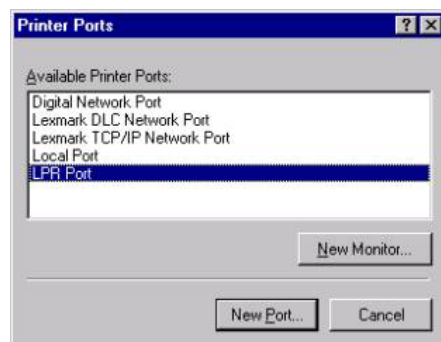 Printer Ports
Available Printer Ports:
Digital Network Port
Lexmark DLC Network Port
Lexmark TCP/IP Network Port
Local Port
LPR Port
New Monitor...
New Port...
Cancel